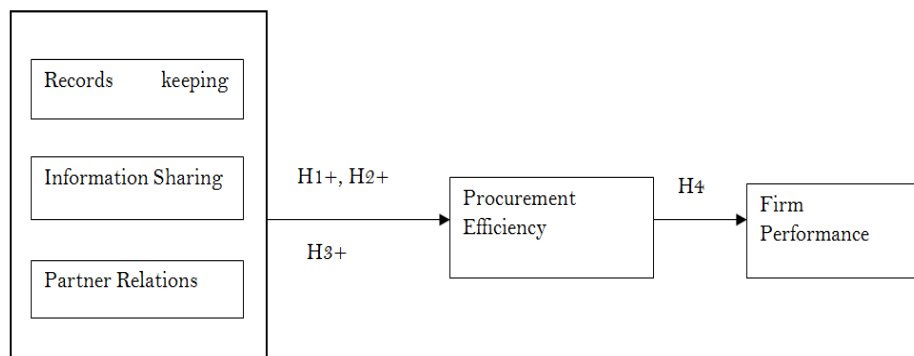 Records keeping
Information Sharing
Partner Relations
H1+, H2+
H3+
Procurement
Efficiency
H4
Firm
Performance